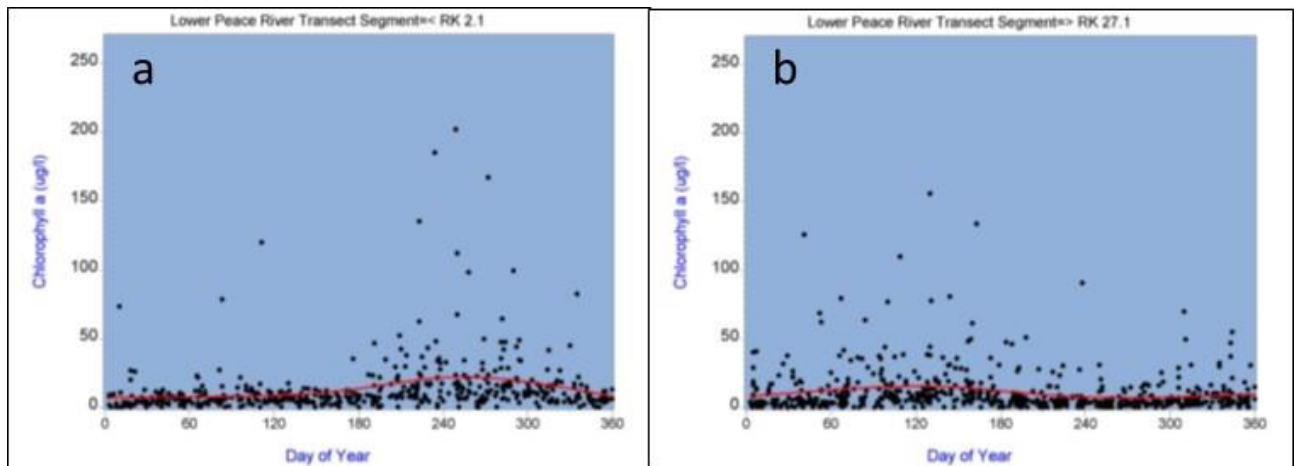 Lower Peace River Transect Segment=< RK 2.1
a
250
200
150
100
50
0
Chlorophyll a (ug/l)
0 60 120 180 240 300 360
Day of Year
Lower Peace River Transect Segment=> RK 27.1
b
250
200
150
100
50
0
Chlorophyll a (ug/l)
0 60 120 180 240 300 360
Day of Year